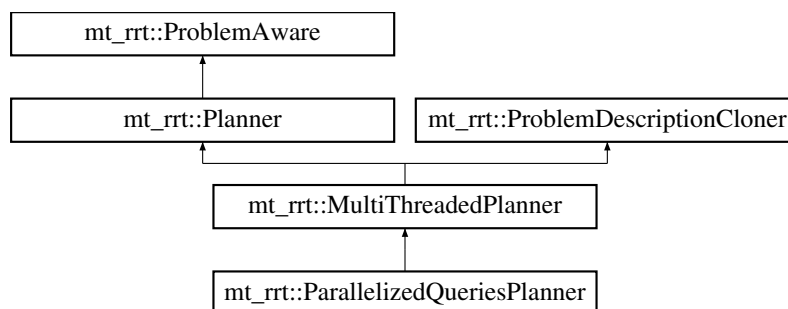 mt_rrt::ProblemAware
mt_rrt::Planner
mt_rrt::ProblemDescriptionCloner
mt_rrt::MultiThreadedPlanner
mt_rrt::ParallelizedQueriesPlanner